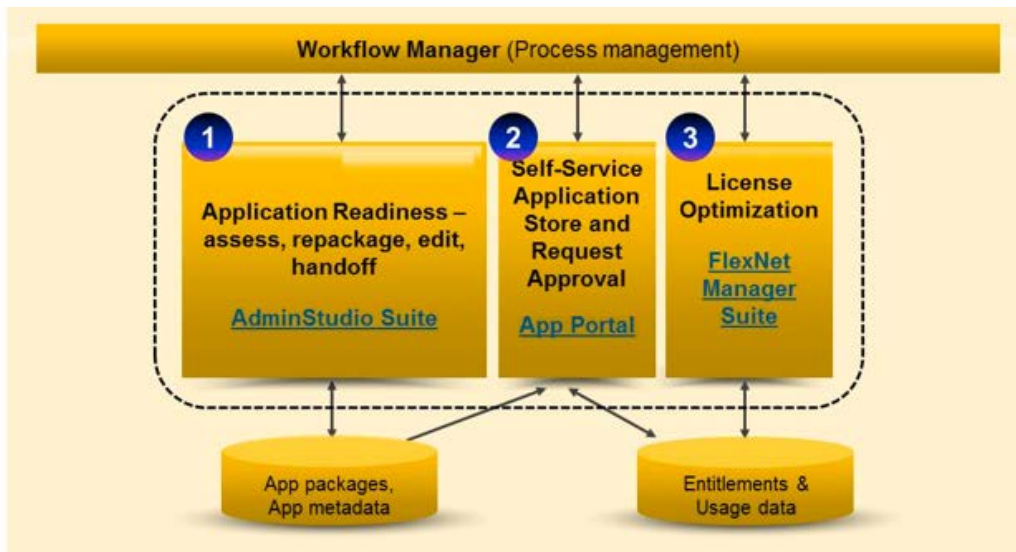 Workflow Manager (Process management)
1
Application Readiness –
assess, repackage, edit,
handoff
AdminStudio Suite
2
Self-Service
Application
Store and
Request
Approval
App Portal
3
License
Optimization
FlexNet
Manager
Suite
App packages,
App metadata
Entitlements &
Usage data